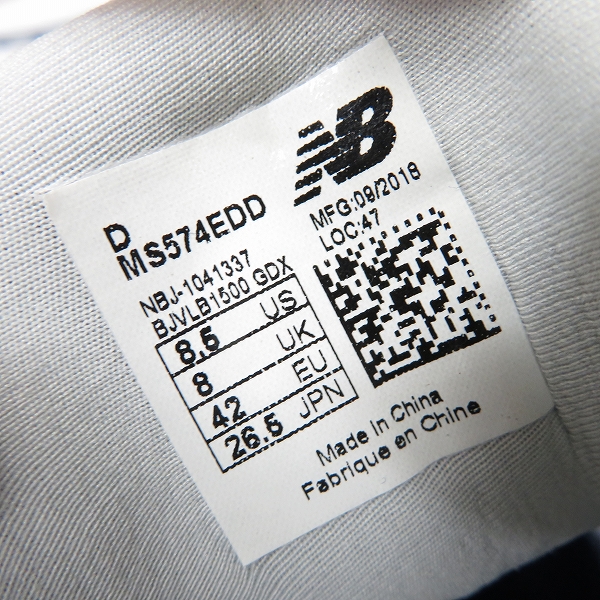 NB
D
MS574EDD
MFG:09/2018
LOC:47
NBJ-1041337
BJVLB1500 GDX
8.5 US
8 UK
42 EU
26.5 JPN
Made in China
Fabrique en Chine